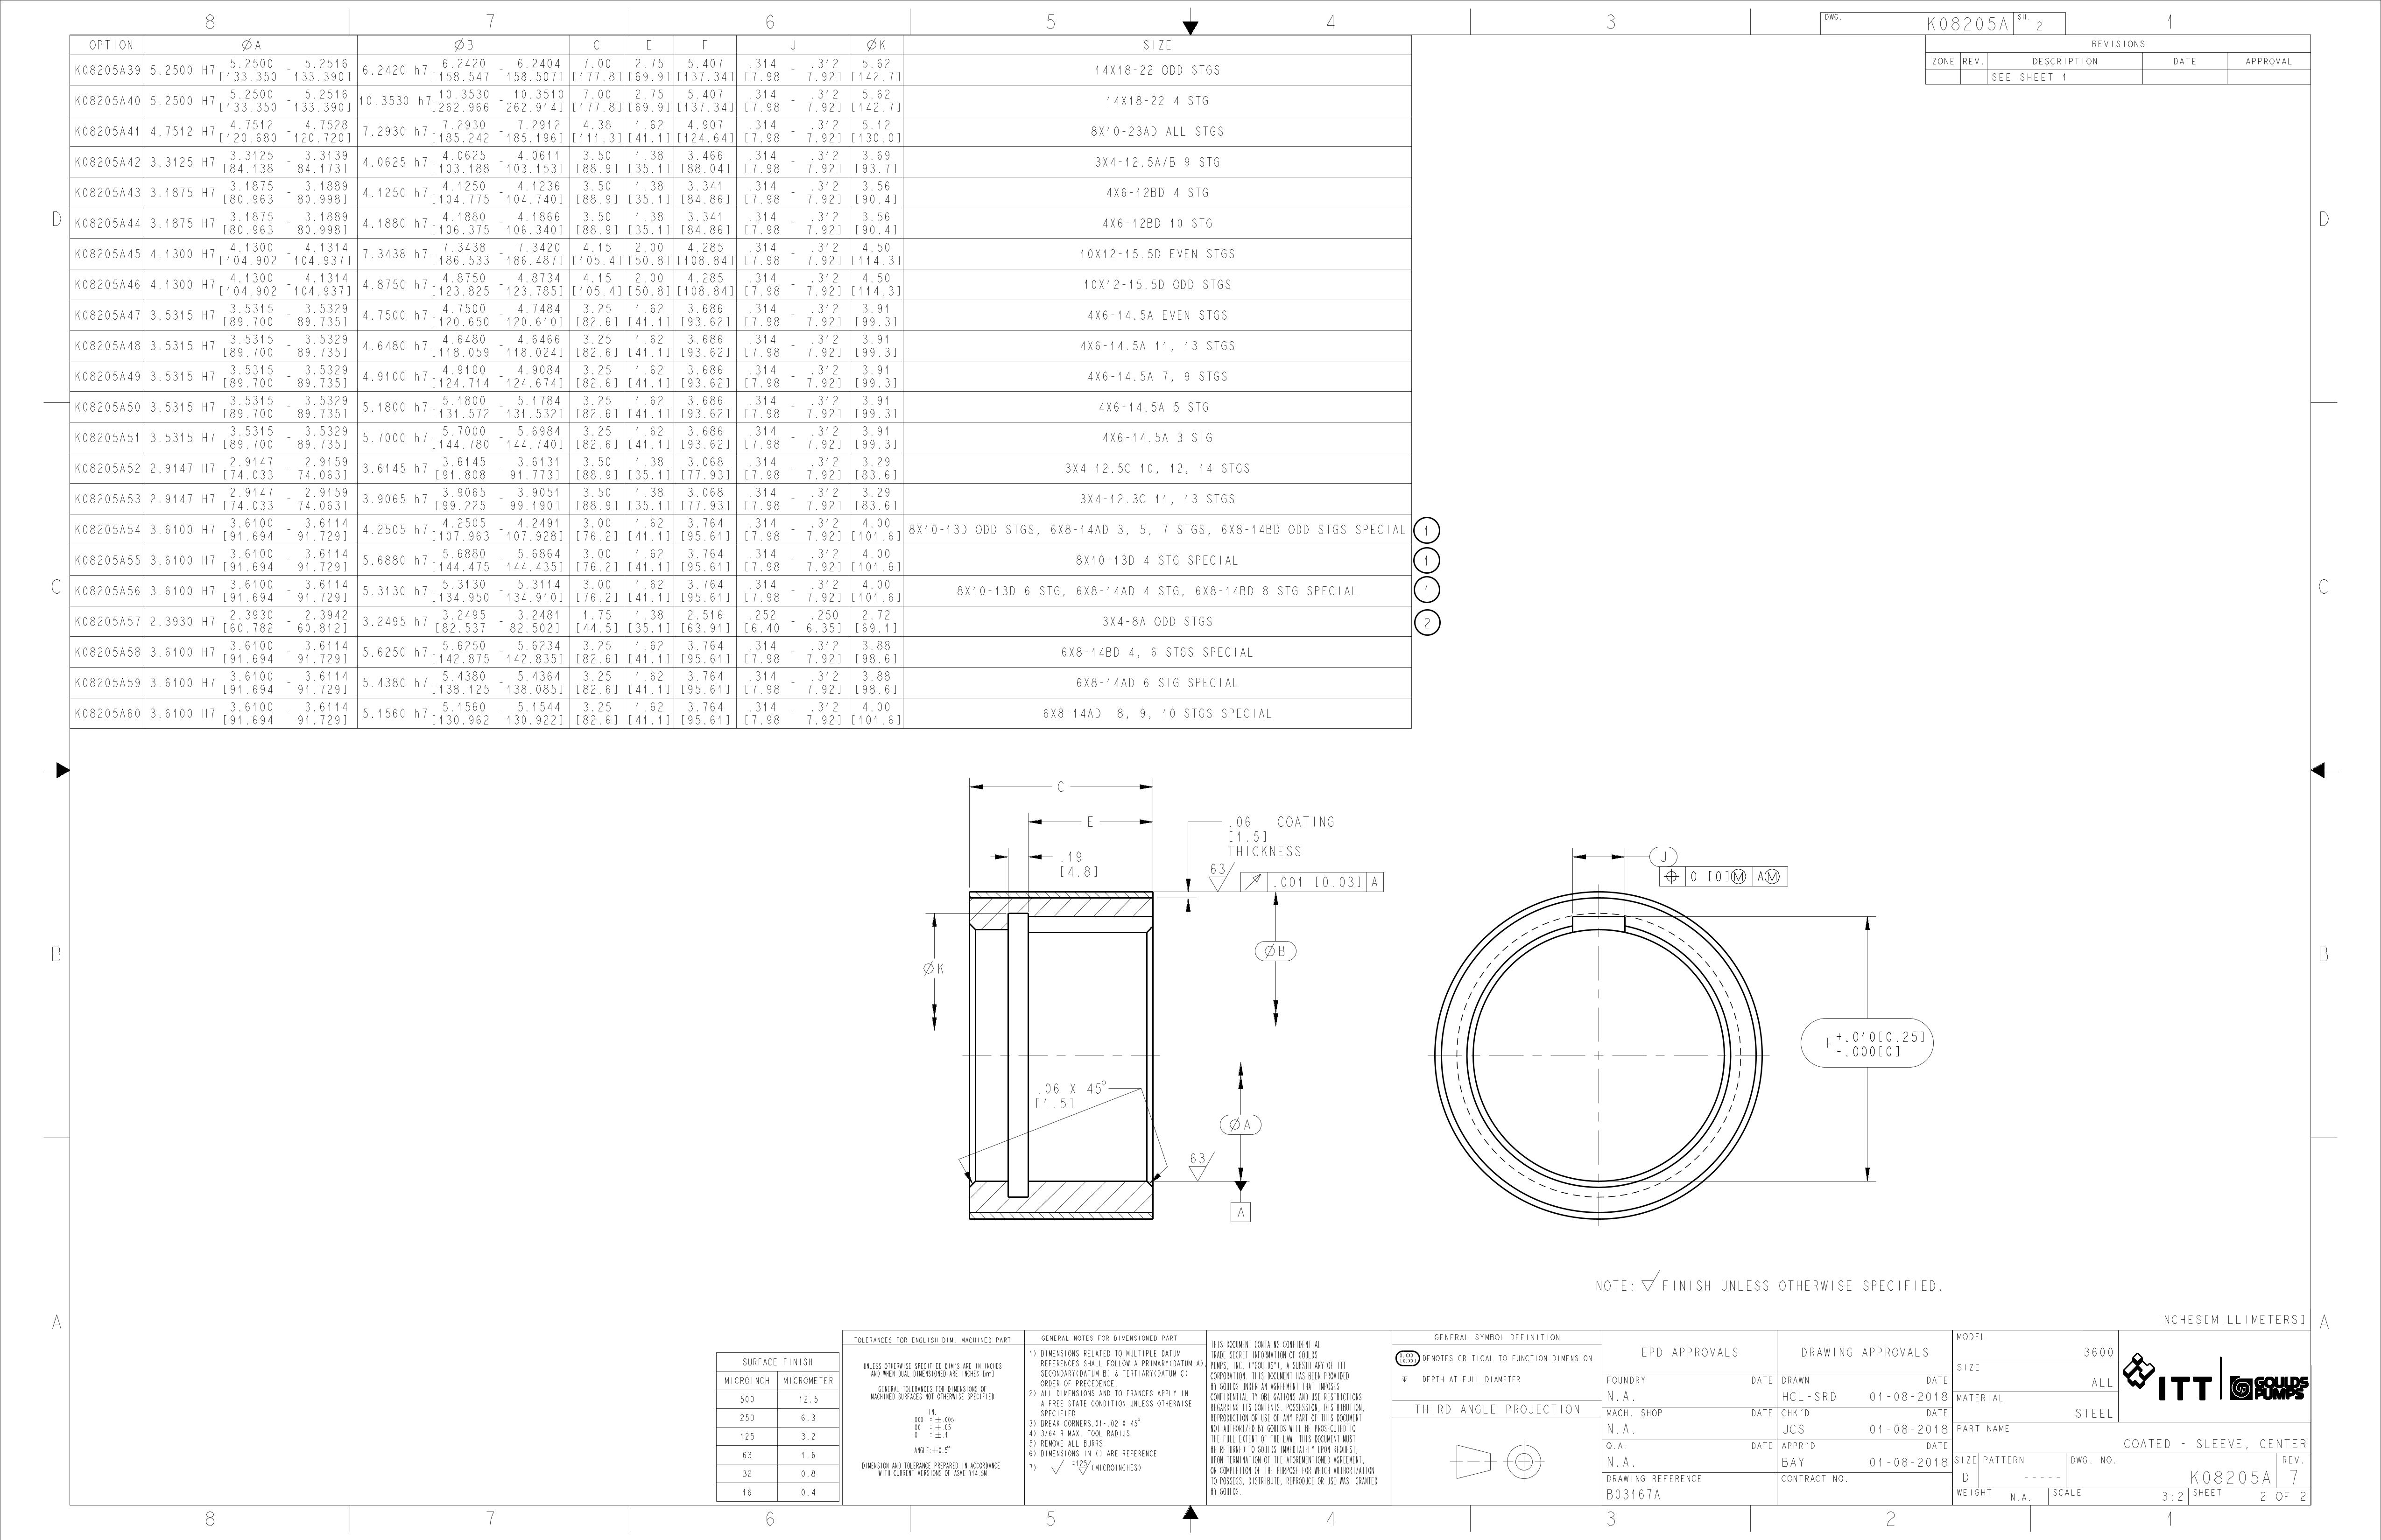 8 7 6 5 4 3 1
DWG. K08205A SH. 2
REVISIONS
ZONE REV. DESCRIPTION DATE APPROVAL
SEE SHEET 1
OPTION ØA ØB C E F J ØK SIZE
K08205A39 5.2500 H7 5.2500 - 5.2516 [133.350 133.390] 6.2420 h7 6.2420 - 6.2404 [158.547 158.507] 7.00 [177.8] 2.75 [69.9] 5.407 [137.34] .314 - .312 [7.98 7.92] 5.62 [142.7] 14X18-22 ODD STGS
K08205A40 5.2500 H7 5.2500 - 5.2516 [133.350 133.390] 10.3530 h7 10.3530 - 10.3510 [262.966 262.914] 7.00 [177.8] 2.75 [69.9] 5.407 [137.34] .314 - .312 [7.98 7.92] 5.62 [142.7] 14X18-22 4 STG
K08205A41 4.7512 H7 4.7512 - 4.7528 [120.680 120.720] 7.2930 h7 7.2930 - 7.2912 [185.242 185.196] 4.38 [111.3] 1.62 [41.1] 4.907 [124.64] .314 - .312 [7.98 7.92] 5.12 [130.0] 8X10-23AD ALL STGS
K08205A42 3.3125 H7 3.3125 - 3.3139 [84.138 84.173] 4.0625 h7 4.0625 - 4.0611 [103.188 103.153] 3.50 [88.9] 1.38 [35.1] 3.466 [88.04] .314 - .312 [7.98 7.92] 3.69 [93.7] 3X4-12.5A/B 9 STG
K08205A43 3.1875 H7 3.1875 - 3.1889 [80.963 80.998] 4.1250 h7 4.1250 - 4.1236 [104.775 104.740] 3.50 [88.9] 1.38 [35.1] 3.341 [84.86] .314 - .312 [7.98 7.92] 3.56 [90.4] 4X6-12BD 4 STG
K08205A44 3.1875 H7 3.1875 - 3.1889 [80.963 80.998] 4.1880 h7 4.1880 - 4.1866 [106.375 106.340] 3.50 [88.9] 1.38 [35.1] 3.341 [84.86] .314 - .312 [7.98 7.92] 3.56 [90.4] 4X6-12BD 10 STG
K08205A45 4.1300 H7 4.1300 - 4.1314 [104.902 104.937] 7.3438 h7 7.3438 - 7.3420 [186.533 186.487] 4.15 [105.4] 2.00 [50.8] 4.285 [108.84] .314 - .312 [7.98 7.92] 4.50 [114.3] 10X12-15.5D EVEN STGS
K08205A46 4.1300 H7 4.1300 - 4.1314 [104.902 104.937] 4.8750 h7 4.8750 - 4.8734 [123.825 123.785] 4.15 [105.4] 2.00 [50.8] 4.285 [108.84] .314 - .312 [7.98 7.92] 4.50 [114.3] 10X12-15.5D ODD STGS
K08205A47 3.5315 H7 3.5315 - 3.5329 [89.700 89.735] 4.7500 h7 4.7500 - 4.7484 [120.650 120.610] 3.25 [82.6] 1.62 [41.1] 3.686 [93.62] .314 - .312 [7.98 7.92] 3.91 [99.3] 4X6-14.5A EVEN STGS
K08205A48 3.5315 H7 3.5315 - 3.5329 [89.700 89.735] 4.6480 h7 4.6480 - 4.6466 [118.059 118.024] 3.25 [82.6] 1.62 [41.1] 3.686 [93.62] .314 - .312 [7.98 7.92] 3.91 [99.3] 4X6-14.5A 11, 13 STGS
K08205A49 3.5315 H7 3.5315 - 3.5329 [89.700 89.735] 4.9100 h7 4.9100 - 4.9084 [124.714 124.674] 3.25 [82.6] 1.62 [41.1] 3.686 [93.62] .314 - .312 [7.98 7.92] 3.91 [99.3] 4X6-14.5A 7, 9 STGS
K08205A50 3.5315 H7 3.5315 - 3.5329 [89.700 89.735] 5.1800 h7 5.1800 - 5.1784 [131.572 131.532] 3.25 [82.6] 1.62 [41.1] 3.686 [93.62] .314 - .312 [7.98 7.92] 3.91 [99.3] 4X6-14.5A 5 STG
K08205A51 3.5315 H7 3.5315 - 3.5329 [89.700 89.735] 5.7000 h7 5.7000 - 5.6984 [144.780 144.740] 3.25 [82.6] 1.62 [41.1] 3.686 [93.62] .314 - .312 [7.98 7.92] 3.91 [99.3] 4X6-14.5A 3 STG
K08205A52 2.9147 H7 2.9147 - 2.9159 [74.033 74.063] 3.6145 h7 3.6145 - 3.6131 [91.808 91.773] 3.50 [88.9] 1.38 [35.1] 3.068 [77.93] .314 - .312 [7.98 7.92] 3.29 [83.6] 3X4-12.5C 10, 12, 14 STGS
K08205A53 2.9147 H7 2.9147 - 2.9159 [74.033 74.063] 3.9065 h7 3.9065 - 3.9051 [99.225 99.190] 3.50 [88.9] 1.38 [35.1] 3.068 [77.93] .314 - .312 [7.98 7.92] 3.29 [83.6] 3X4-12.3C 11, 13 STGS
K08205A54 3.6100 H7 3.6100 - 3.6114 [91.694 91.729] 4.2505 h7 4.2505 - 4.2491 [107.963 107.928] 3.00 [76.2] 1.62 [41.1] 3.764 [95.61] .314 - .312 [7.98 7.92] 4.00 [101.6] 8X10-13D ODD STGS, 6X8-14AD 3, 5, 7 STGS, 6X8-14BD ODD STGS SPECIAL 1
K08205A55 3.6100 H7 3.6100 - 3.6114 [91.694 91.729] 5.6880 h7 5.6880 - 5.6864 [144.475 144.435] 3.00 [76.2] 1.62 [41.1] 3.764 [95.61] .314 - .312 [7.98 7.92] 4.00 [101.6] 8X10-13D 4 STG SPECIAL 1
K08205A56 3.6100 H7 3.6100 - 3.6114 [91.694 91.729] 5.3130 h7 5.3130 - 5.3114 [134.950 134.910] 3.00 [76.2] 1.62 [41.1] 3.764 [95.61] .314 - .312 [7.98 7.92] 4.00 [101.6] 8X10-13D 6 STG, 6X8-14AD 4 STG, 6X8-14BD 8 STG SPECIAL 1
K08205A57 2.3930 H7 2.3930 - 2.3942 [60.782 60.812] 3.2495 h7 3.2495 - 3.2481 [82.537 82.502] 1.75 [44.5] 1.38 [35.1] 2.516 [63.91] .252 - .250 [6.40 6.35] 2.72 [69.1] 3X4-8A ODD STGS 2
K08205A58 3.6100 H7 3.6100 - 3.6114 [91.694 91.729] 5.6250 h7 5.6250 - 5.6234 [142.875 142.835] 3.25 [82.6] 1.62 [41.1] 3.764 [95.61] .314 - .312 [7.98 7.92] 3.88 [98.6] 6X8-14BD 4, 6 STGS SPECIAL
K08205A59 3.6100 H7 3.6100 - 3.6114 [91.694 91.729] 5.4380 h7 5.4380 - 5.4364 [138.125 138.085] 3.25 [82.6] 1.62 [41.1] 3.764 [95.61] .314 - .312 [7.98 7.92] 3.88 [98.6] 6X8-14AD 6 STG SPECIAL
K08205A60 3.6100 H7 3.6100 - 3.6114 [91.694 91.729] 5.1560 h7 5.1560 - 5.1544 [130.962 130.922] 3.25 [82.6] 1.62 [41.1] 3.764 [95.61] .314 - .312 [7.98 7.92] 4.00 [101.6] 6X8-14AD 8, 9, 10 STGS SPECIAL
D D
C C
B B
A A
C
E
.19
[4.8]
.06 COATING
[1.5]
THICKNESS
63
.001 [0.03] A
ØB
ØK
.06 X 45°
[1.5]
ØA
63
A
J
0 [0]Ⓜ AⓂ
F +.010[0.25]
-.000[0]
NOTE: FINISH UNLESS OTHERWISE SPECIFIED.
INCHES[MILLIMETERS]
SURFACE FINISH
MICROINCH MICROMETER
500 12.5
250 6.3
125 3.2
63 1.6
32 0.8
16 0.4
TOLERANCES FOR ENGLISH DIM. MACHINED PART
UNLESS OTHERWISE SPECIFIED DIM'S ARE IN INCHES
AND WHEN DUAL DIMENSIONED ARE INCHES [mm]
GENERAL TOLERANCES FOR DIMENSIONS OF
MACHINED SURFACES NOT OTHERWISE SPECIFIED
IN.
.XXX : ±.005
.XX : ±.05
.X : ±.1
ANGLE:±0.5°
DIMENSION AND TOLERANCE PREPARED IN ACCORDANCE
WITH CURRENT VERSIONS OF ASME Y14.5M
GENERAL NOTES FOR DIMENSIONED PART
1) DIMENSIONS RELATED TO MULTIPLE DATUM
REFERENCES SHALL FOLLOW A PRIMARY(DATUM A),
SECONDARY(DATUM B) & TERTIARY(DATUM C)
ORDER OF PRECEDENCE.
2) ALL DIMENSIONS AND TOLERANCES APPLY IN
A FREE STATE CONDITION UNLESS OTHERWISE
SPECIFIED
3) BREAK CORNERS.01-.02 X 45°
4) 3/64 R MAX. TOOL RADIUS
5) REMOVE ALL BURRS
6) DIMENSIONS IN () ARE REFERENCE
7) =125 (MICROINCHES)
THIS DOCUMENT CONTAINS CONFIDENTIAL
TRADE SECRET INFORMATION OF GOULDS
PUMPS, INC. ("GOULDS"), A SUBSIDIARY OF ITT
CORPORATION. THIS DOCUMENT HAS BEEN PROVIDED
BY GOULDS UNDER AN AGREEMENT THAT IMPOSES
CONFIDENTIALITY OBLIGATIONS AND USE RESTRICTIONS
REGARDING ITS CONTENTS. POSSESSION, DISTRIBUTION,
REPRODUCTION OR USE OF ANY PART OF THIS DOCUMENT
NOT AUTHORIZED BY GOULDS WILL BE PROSECUTED TO
THE FULL EXTENT OF THE LAW. THIS DOCUMENT MUST
BE RETURNED TO GOULDS IMMEDIATELY UPON REQUEST,
UPON TERMINATION OF THE AFOREMENTIONED AGREEMENT,
OR COMPLETION OF THE PURPOSE FOR WHICH AUTHORIZATION
TO POSSESS, DISTRIBUTE, REPRODUCE OR USE WAS GRANTED
BY GOULDS.
GENERAL SYMBOL DEFINITION
X.XXX [X.XX] DENOTES CRITICAL TO FUNCTION DIMENSION
DEPTH AT FULL DIAMETER
THIRD ANGLE PROJECTION
EPD APPROVALS
FOUNDRY DATE
N.A.
MACH. SHOP DATE
N.A.
Q.A. DATE
N.A.
DRAWING REFERENCE
B03167A
DRAWING APPROVALS
DRAWN DATE
HCL-SRD 01-08-2018
CHK'D DATE
JCS 01-08-2018
APPR'D DATE
BAY 01-08-2018
CONTRACT NO.
MODEL
3600
SIZE
ALL
MATERIAL
STEEL
ITT GOULDS PUMPS
PART NAME
COATED - SLEEVE, CENTER
SIZE PATTERN DWG. NO. REV.
D ----- K08205A 7
WEIGHT N.A. SCALE 3:2 SHEET 2 OF 2
8 7 6 5 4 3 2 1